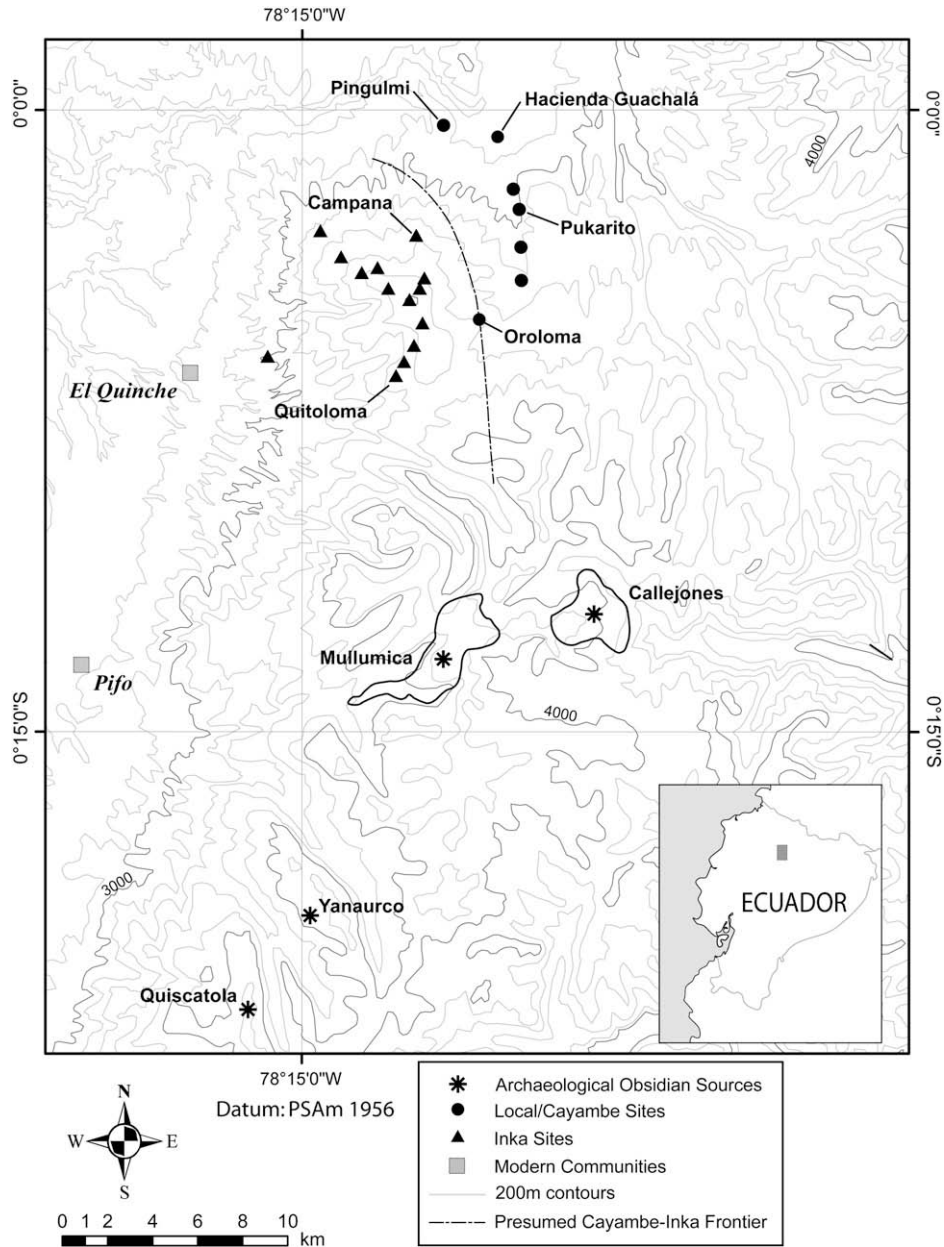 78°15'0"W
0°0'0"
0°0'0"
Pingulmi
Hacienda Guachalá
4000
Campana
Pukarito
Oroloma
El Quinche
Quitoloma
Callejones
Mullumica
Pifo
4000
0°15'0"S
0°15'0"S
3000
Yanaurco
ECUADOR
Quiscatola
78°15'0"W
Datum: PSAm 1956
N
W E
S
0 1 2 4 6 8 10
km
Archaeological Obsidian Sources
Local/Cayambe Sites
Inka Sites
Modern Communities
200m contours
Presumed Cayambe-Inka Frontier